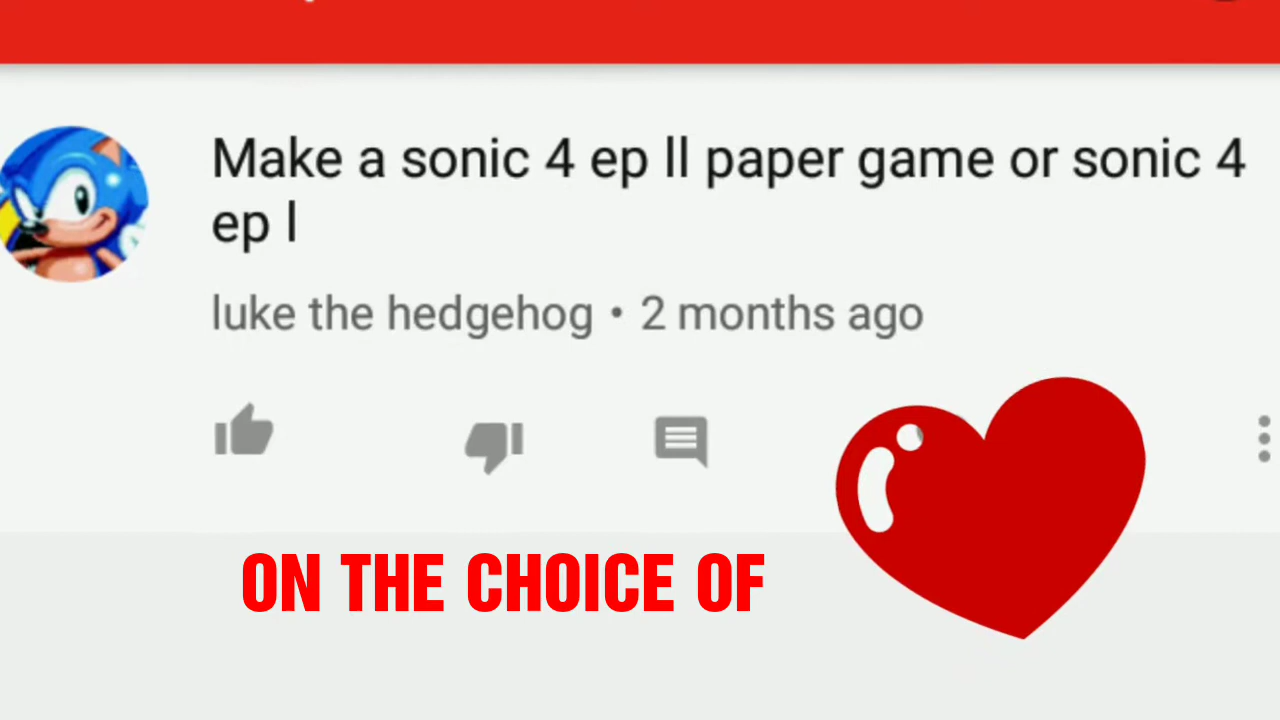 Make a sonic 4 ep ll paper game or sonic 4
ep l
luke the hedgehog • 2 months ago
ON THE CHOICE OF